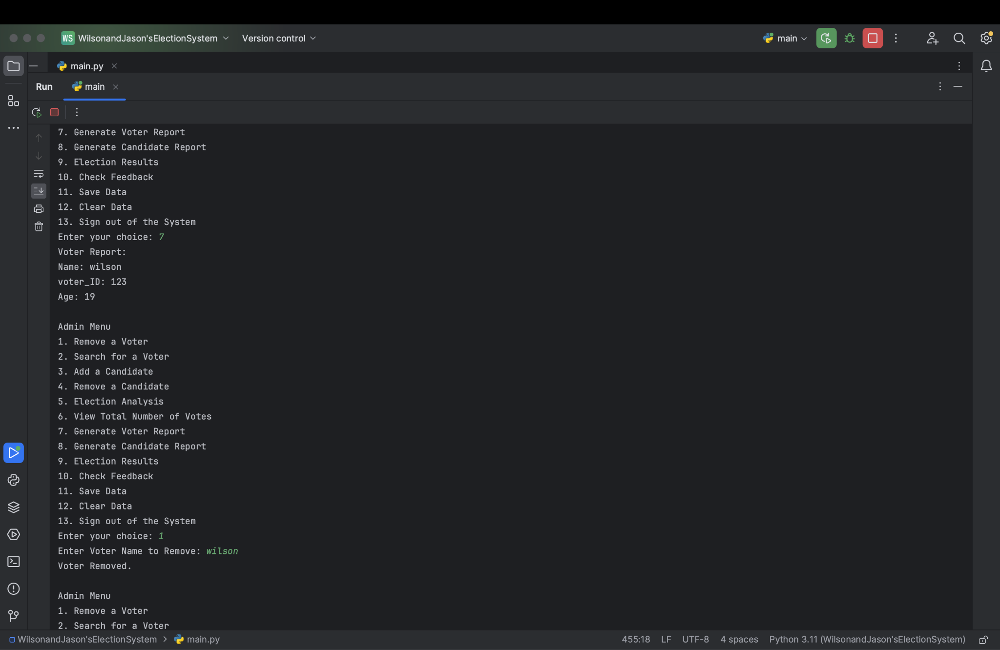 WS WilsonandJason'sElectionSystem Version control main
main.py
Run main
7. Generate Voter Report
8. Generate Candidate Report
9. Election Results
10. Check Feedback
11. Save Data
12. Clear Data
13. Sign out of the System
Enter your choice: 7
Voter Report:
Name: wilson
voter_ID: 123
Age: 19
Admin Menu
1. Remove a Voter
2. Search for a Voter
3. Add a Candidate
4. Remove a Candidate
5. Election Analysis
6. View Total Number of Votes
7. Generate Voter Report
8. Generate Candidate Report
9. Election Results
10. Check Feedback
11. Save Data
12. Clear Data
13. Sign out of the System
Enter your choice: 1
Enter Voter Name to Remove: wilson
Voter Removed.
Admin Menu
1. Remove a Voter
2. Search for a Voter
WilsonandJason'sElectionSystem > main.py 455:18 LF UTF-8 4 spaces Python 3.11 (WilsonandJason'sElectionSystem)